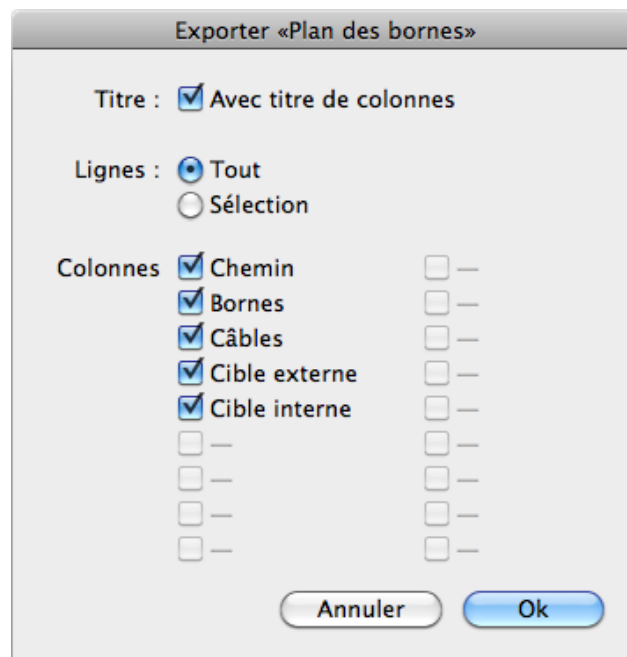 Exporter «Plan des bornes»
Titre : Avec titre de colonnes
Lignes : Tout
Sélection
Colonnes Chemin —
Bornes —
Câbles —
Cible externe —
Cible interne —
— —
— —
— —
— —
Annuler Ok